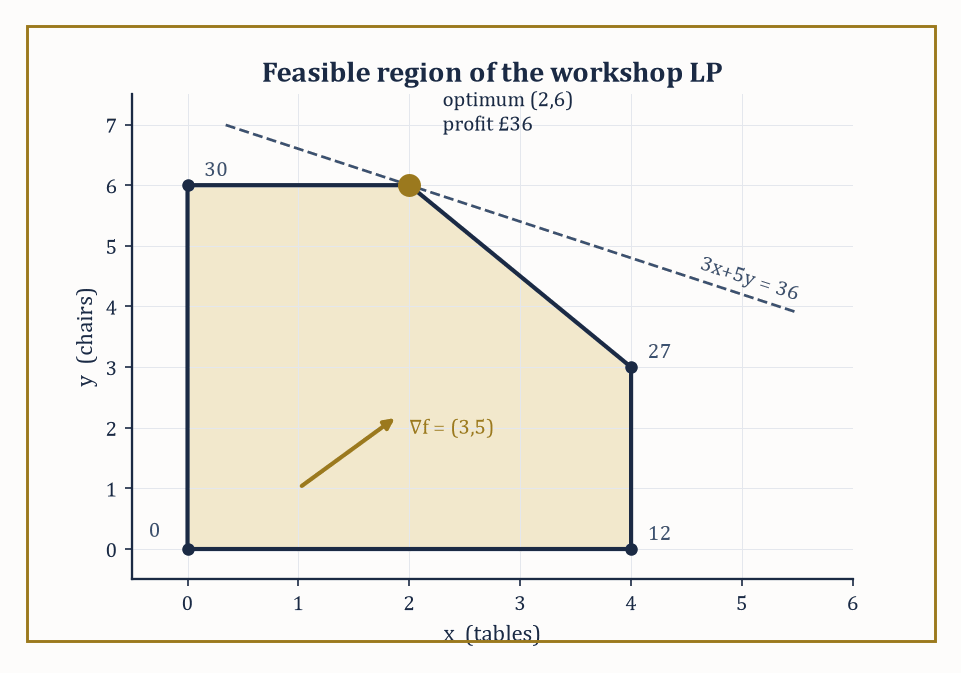 Feasible region of the workshop LP
optimum (2,6)
profit £36
7
30
6
5
3x+5y = 36
4
27
3
∇f = (3,5)
2
1
0
12
0
0
1
2
3
4
5
6
y (chairs)
x (tables)